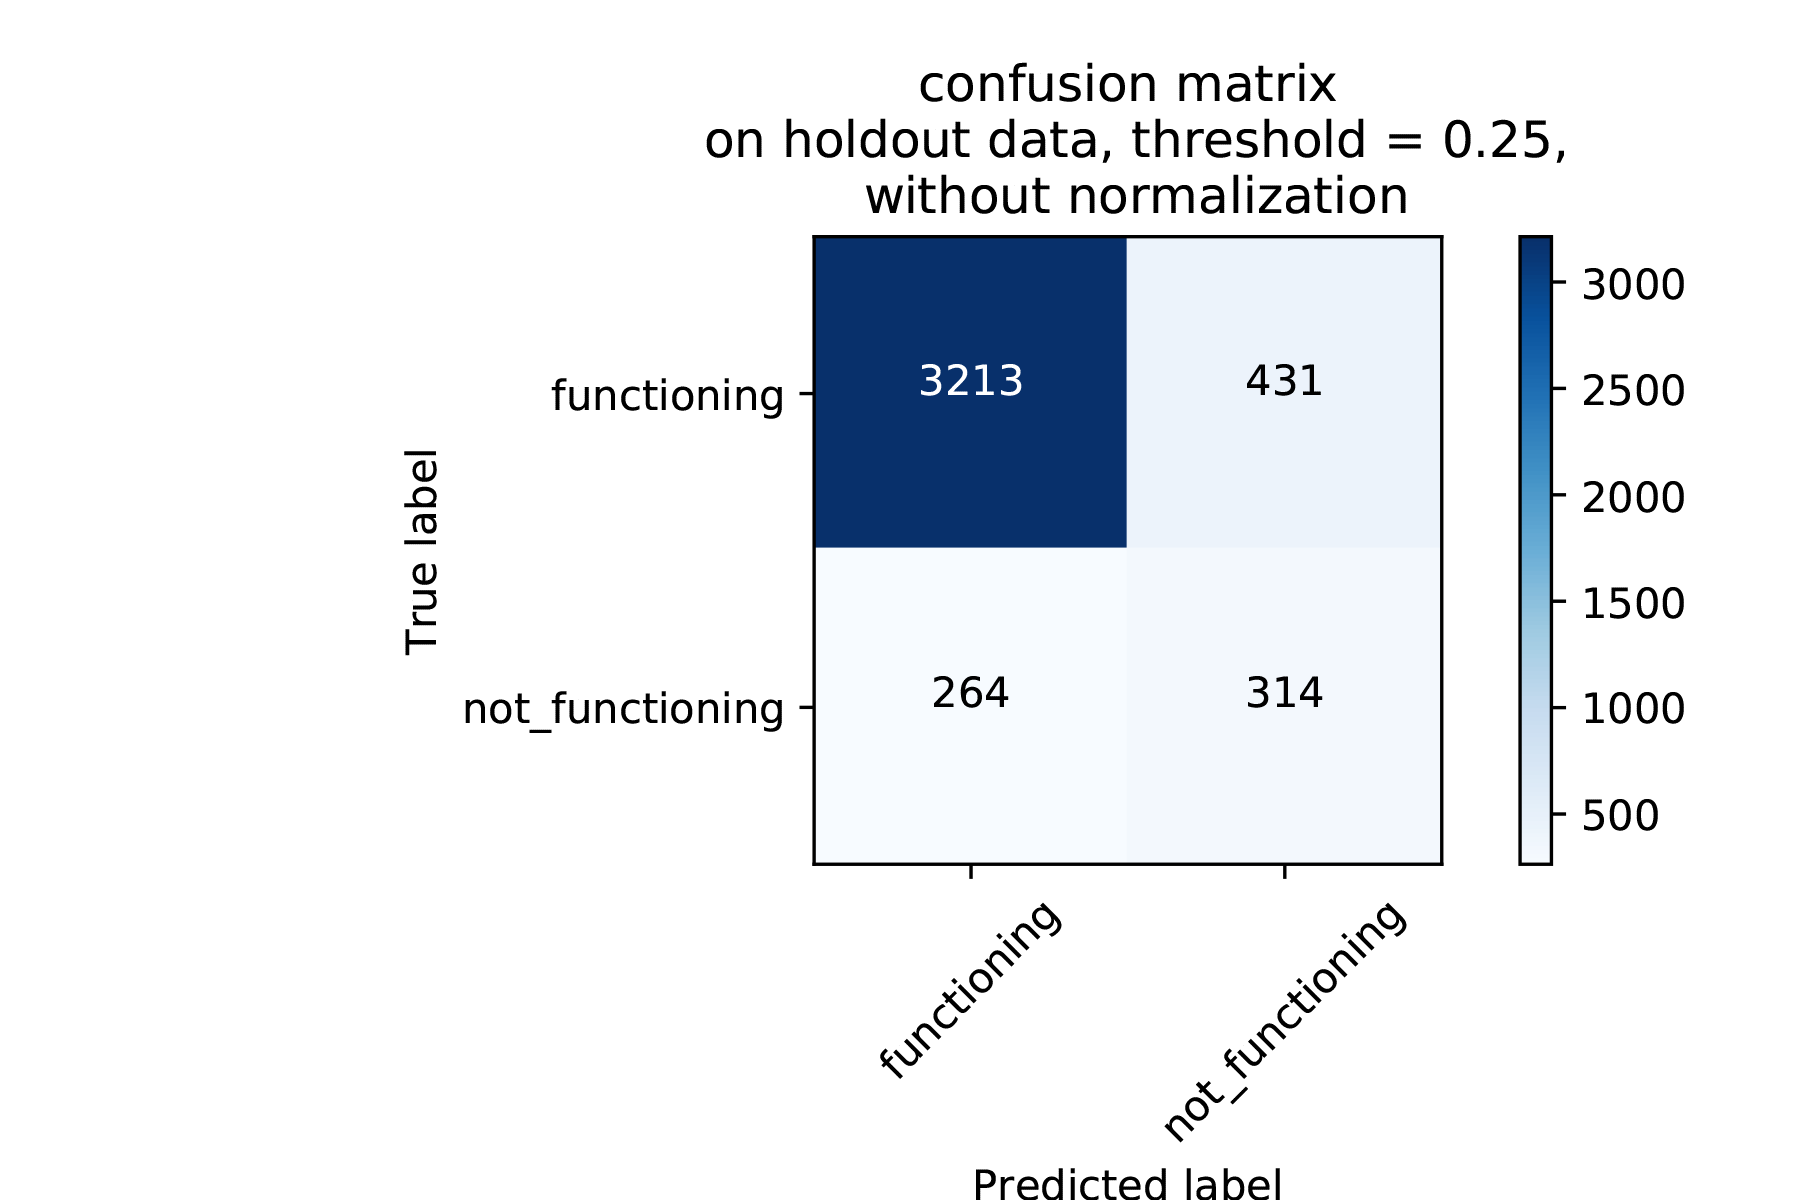 confusion matrix
on holdout data, threshold = 0.25,
without normalization
True label
functioning
not_functioning
3213
431
264
314
functioning
not_functioning
Predicted label
3000
2500
2000
1500
1000
500